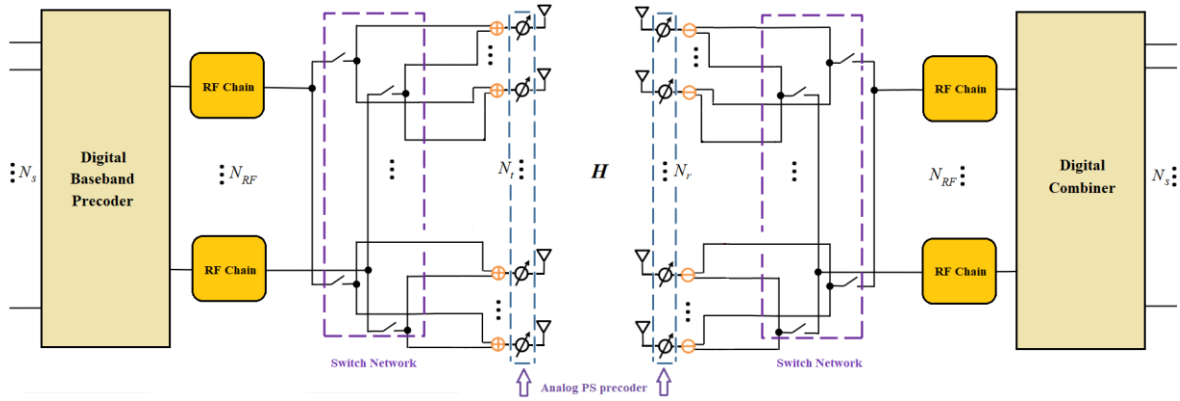 RF Chain
RF Chain
Digital
Baseband
Precoder
N_s
N_RF
N_t
H
N_r
N_RF
Digital
Combiner
N_s
RF Chain
RF Chain
Switch Network
Switch Network
Analog PS precoder